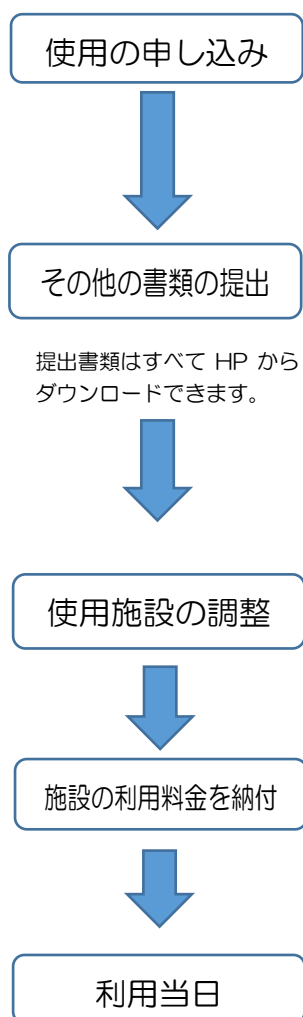 使用の申し込み
その他の書類の提出
提出書類はすべて HP から
ダウンロードできます。
使用施設の調整
施設の利用料金を納付
利用当日